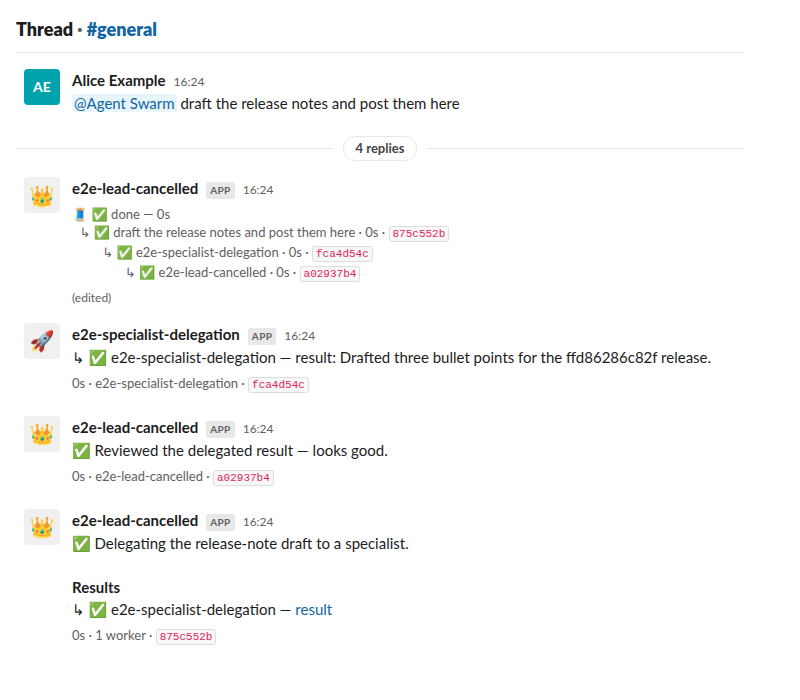 Thread • #general
AE
Alice Example 16:24
@Agent Swarm draft the release notes and post them here
4 replies
e2e-lead-cancelled APP 16:24
🧵 ✅ done — 0s
↳ ✅ draft the release notes and post them here · 0s · 875c552b
↳ ✅ e2e-specialist-delegation · 0s · fca4d54c
↳ ✅ e2e-lead-cancelled · 0s · a02937b4
(edited)
e2e-specialist-delegation APP 16:24
↳ ✅ e2e-specialist-delegation — result: Drafted three bullet points for the ffd86286c82f release.
0s · e2e-specialist-delegation · fca4d54c
e2e-lead-cancelled APP 16:24
✅ Reviewed the delegated result — looks good.
0s · e2e-lead-cancelled · a02937b4
e2e-lead-cancelled APP 16:24
✅ Delegating the release-note draft to a specialist.
Results
↳ ✅ e2e-specialist-delegation — result
0s · 1 worker · 875c552b